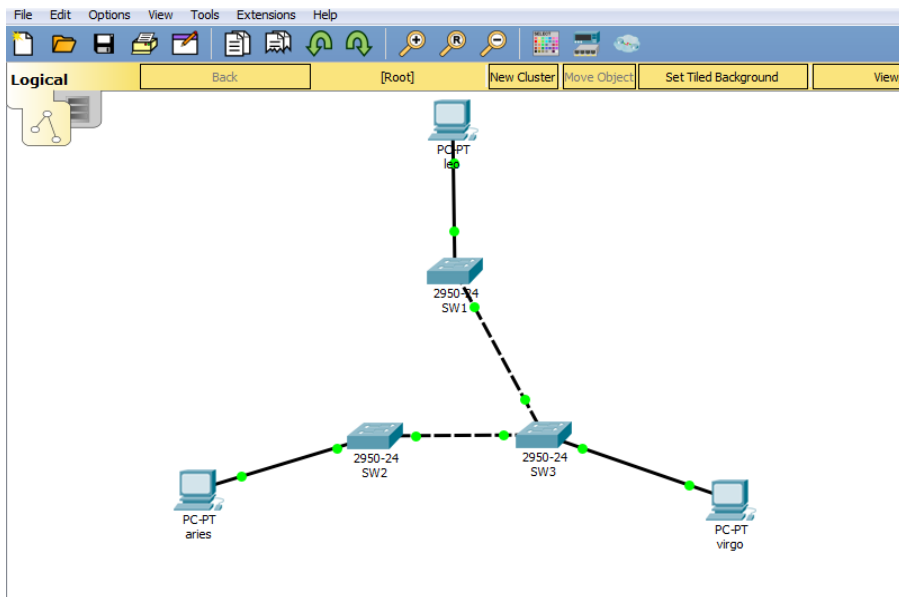 File Edit Options View Tools Extensions Help
Logical Back [Root] New Cluster Move Object Set Tiled Background View
PC-PT
leo
2950-24
SW1
2950-24
SW2
2950-24
SW3
PC-PT
aries
PC-PT
virgo